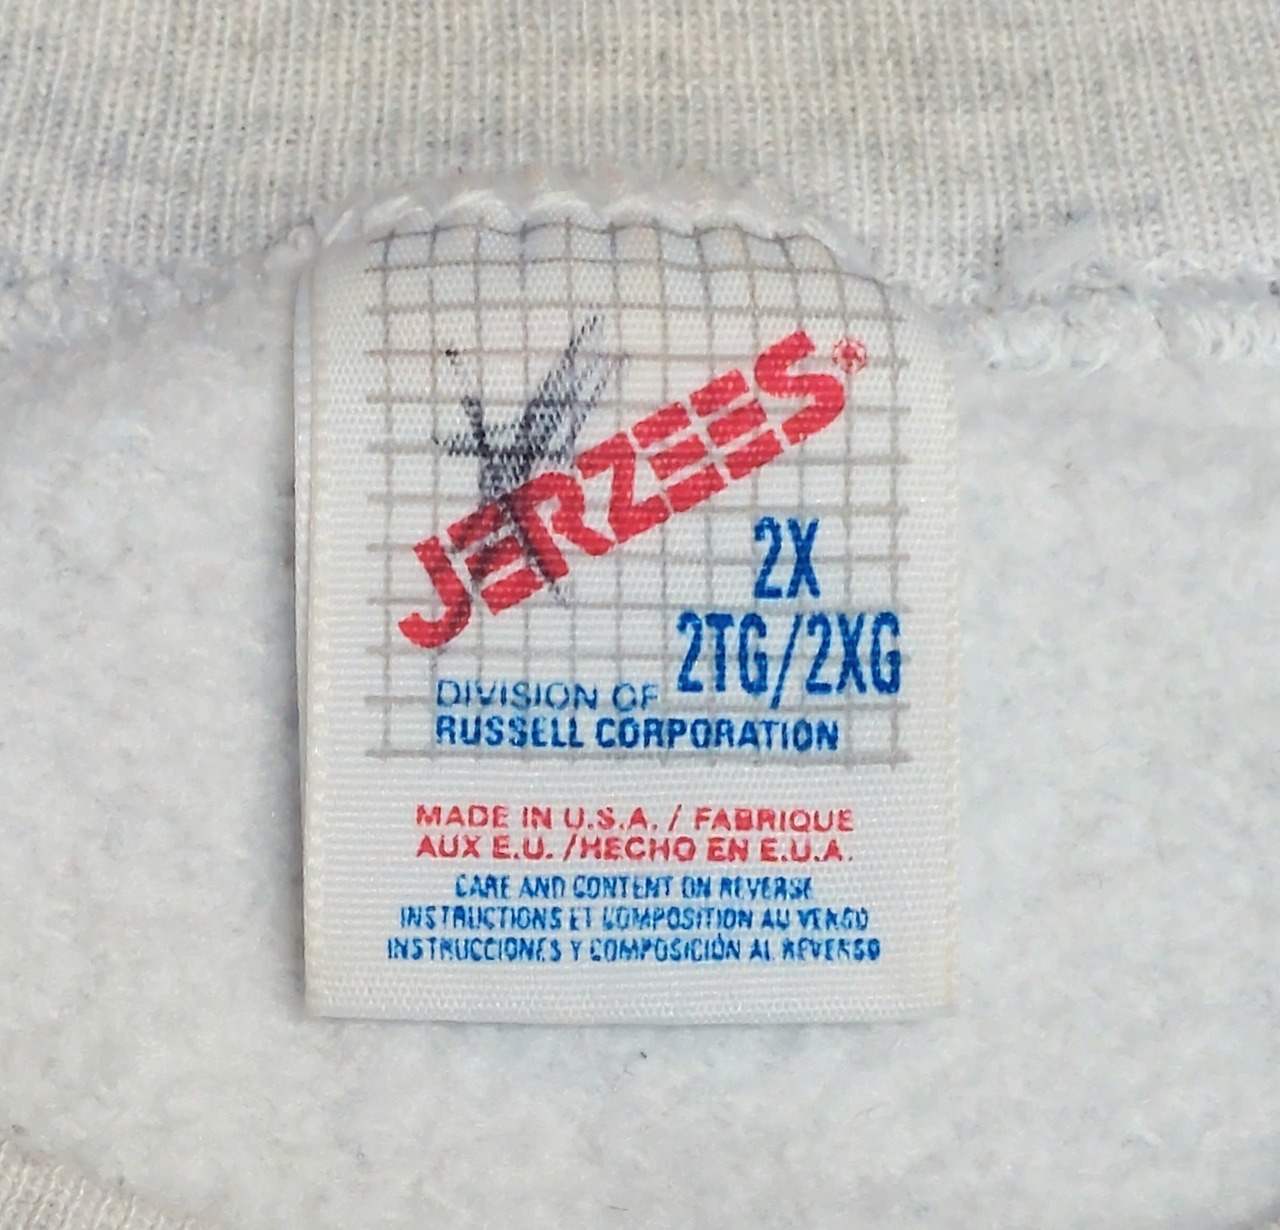 JERZEES®
2X
2TG/2XG
DIVISION OF
RUSSELL CORPORATION
MADE IN U.S.A. / FABRIQUE
AUX E.U. /HECHO EN E.U.A.
CARE AND CONTENT ON REVERSE
INSTRUCTIONS ET COMPOSITION AU VERSO
INSTRUCCIONES Y COMPOSICIÓN AL REVERSO